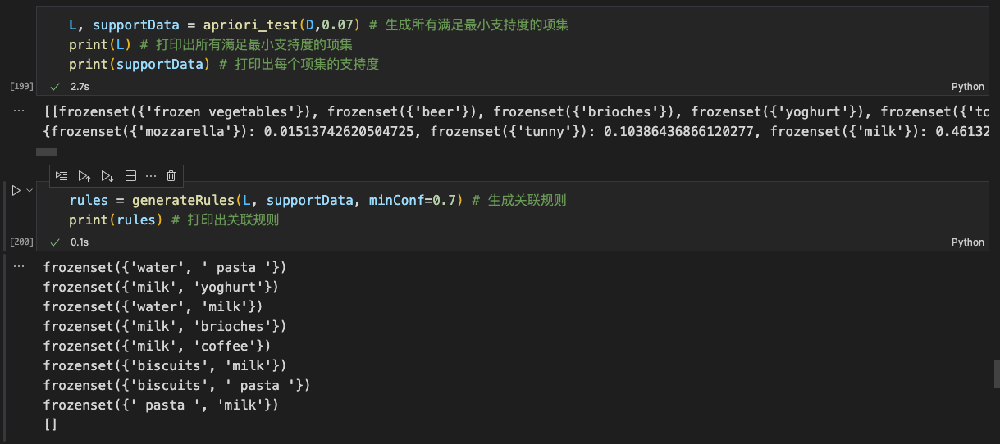 L, supportData = apriori_test(D,0.07) # 生成所有满足最小支持度的项集
print(L) # 打印出所有满足最小支持度的项集
print(supportData) # 打印出每个项集的支持度
[199]
2.7s
Python
[[frozenset({'frozen vegetables'}), frozenset({'beer'}), frozenset({'brioches'}), frozenset({'yoghurt'}), frozenset({'to
{frozenset({'mozzarella'}): 0.01513742620504725, frozenset({'tunny'}): 0.10386436866120277, frozenset({'milk'}): 0.46132
rules = generateRules(L, supportData, minConf=0.7) # 生成关联规则
print(rules) # 打印出关联规则
[200]
0.1s
Python
frozenset({'water', ' pasta '})
frozenset({'milk', 'yoghurt'})
frozenset({'water', 'milk'})
frozenset({'milk', 'brioches'})
frozenset({'milk', 'coffee'})
frozenset({'biscuits', 'milk'})
frozenset({'biscuits', ' pasta '})
frozenset({' pasta ', 'milk'})
[]